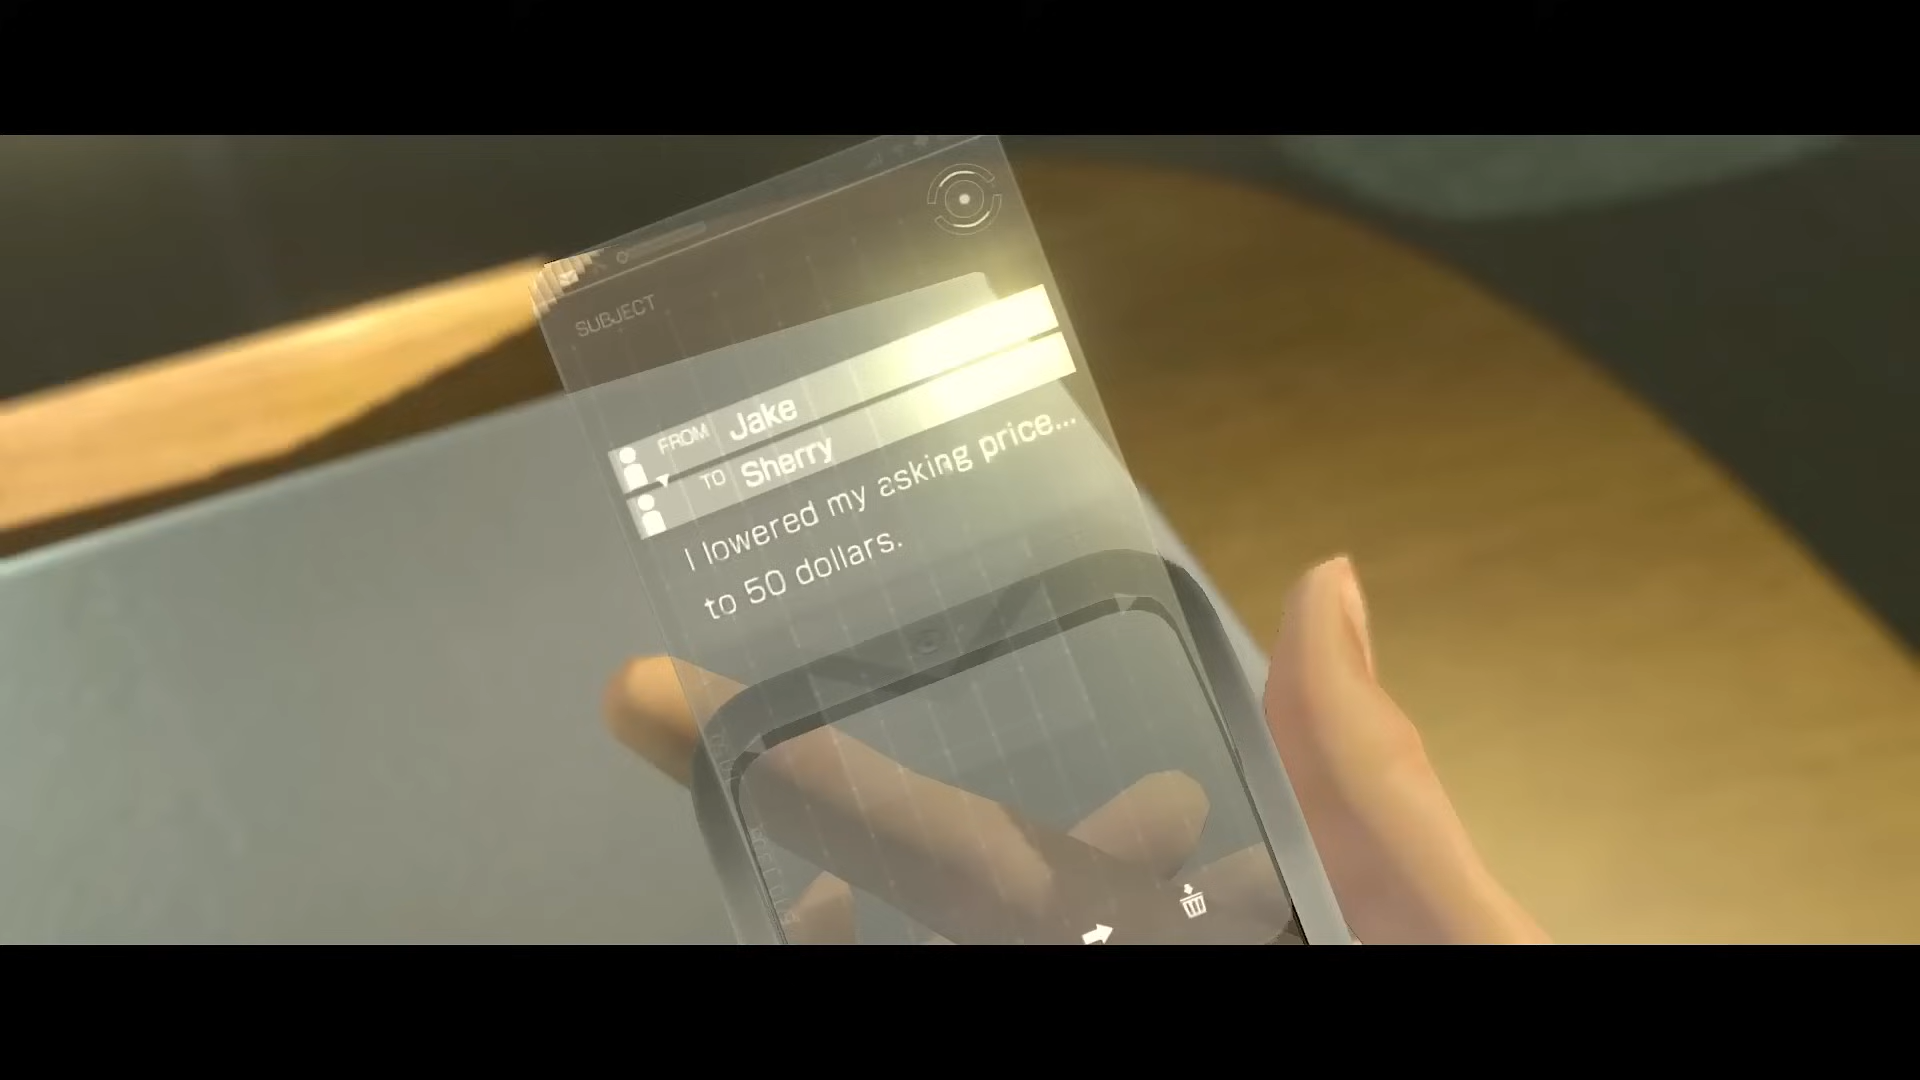 SUBJECT
FROM Jake
TO Sherry
I lowered my asking price...
to 50 dollars.